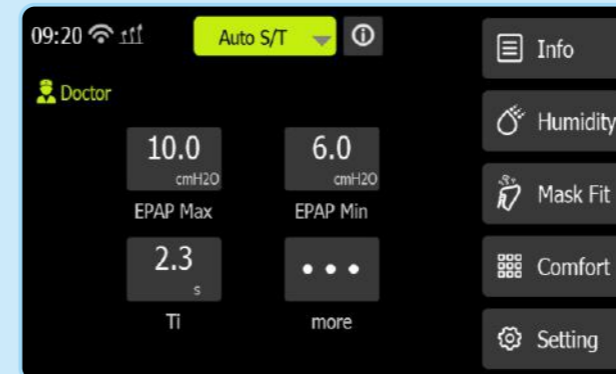 09:20
Auto S/T
Info
Doctor
Humidity
10.0
cmH2O
EPAP Max
6.0
cmH2O
EPAP Min
Mask Fit
2.3
s
Ti
more
Comfort
Setting